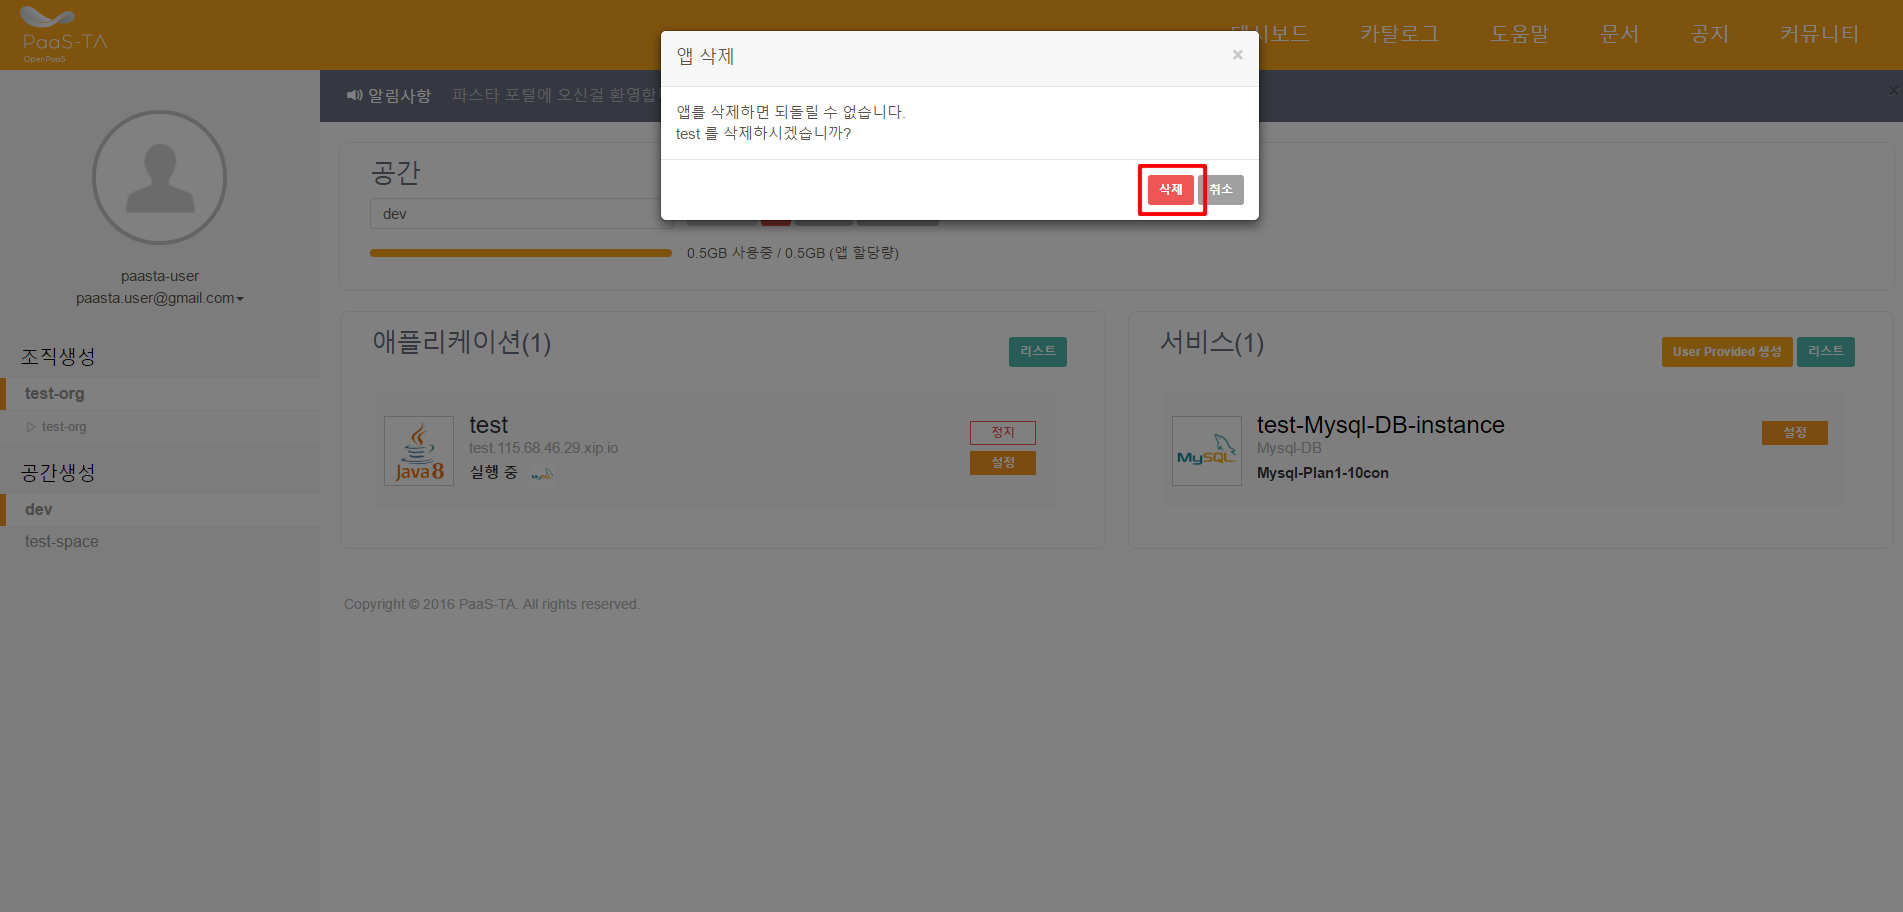 PaaS-TA
OpenPaaS
카탈로그
도움말
문서
공지
커뮤니티
앱 삭제
×
앱를 삭제하면 되돌릴 수 없습니다.
test 를 삭제하시겠습니까?
삭제
취소
알림사항
파스타 포털에 오신걸 환영합
×
paasta-user
paasta.user@gmail.com
조직생성
test-org
test-org
공간생성
dev
test-space
공간
dev
0.5GB 사용중 / 0.5GB (앱 할당량)
애플리케이션(1)
리스트
Java8
test
test.115.68.46.29.xip.io
실행 중
MySQL
정지
설정
서비스(1)
User Provided 생성
리스트
MySQL
test-Mysql-DB-instance
Mysql-DB
Mysql-Plan1-10con
설정
Copyright © 2016 PaaS-TA. All rights reserved.